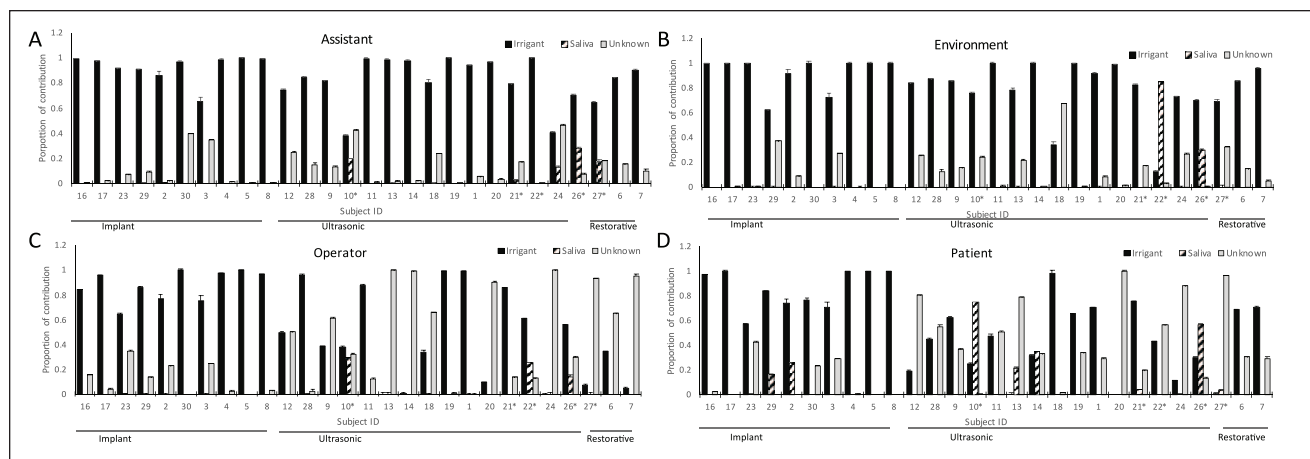 A
Assistant
Irrigant Saliva Unknown
Porpottion of contribution
1.2
1
0.8
0.6
0.4
0.2
0
16 17 23 29 2 30 3 4 5 8 12 28 9 10* 11 13 14 18 19 1 20 21* 22* 24 26* 27* 6 7
Subject ID
Implant Ultrasonic Restorative
B
Environment
Irrigant Saliva Unknown
Proportion of contribution
1.2
1
0.8
0.6
0.4
0.2
0
16 17 23 29 2 30 3 4 5 8 12 28 9 10* 11 13 14 18 19 1 20 21* 22* 24 26* 27* 6 7
Subject ID
Implant Ultrasonic Restorative
C
Operator
Irrigant Saliva Unknown
Proportion of contribution
1.2
1
0.8
0.6
0.4
0.2
0
16 17 23 29 2 30 3 4 5 8 12 28 9 10* 11 13 14 18 19 1 20 21* 22* 24 26* 27* 6 7
Subject ID
Implant Ultrasonic Restorative
D
Patient
Irrigant Saliva Unknown
Proportion of contribution
1.2
1
0.8
0.6
0.4
0.2
0
16 17 23 29 2 30 3 4 5 8 12 28 9 10* 11 13 14 18 19 1 20 21* 22* 24 26* 27* 6 7
Subject ID
Implant Ultrasonic Restorative